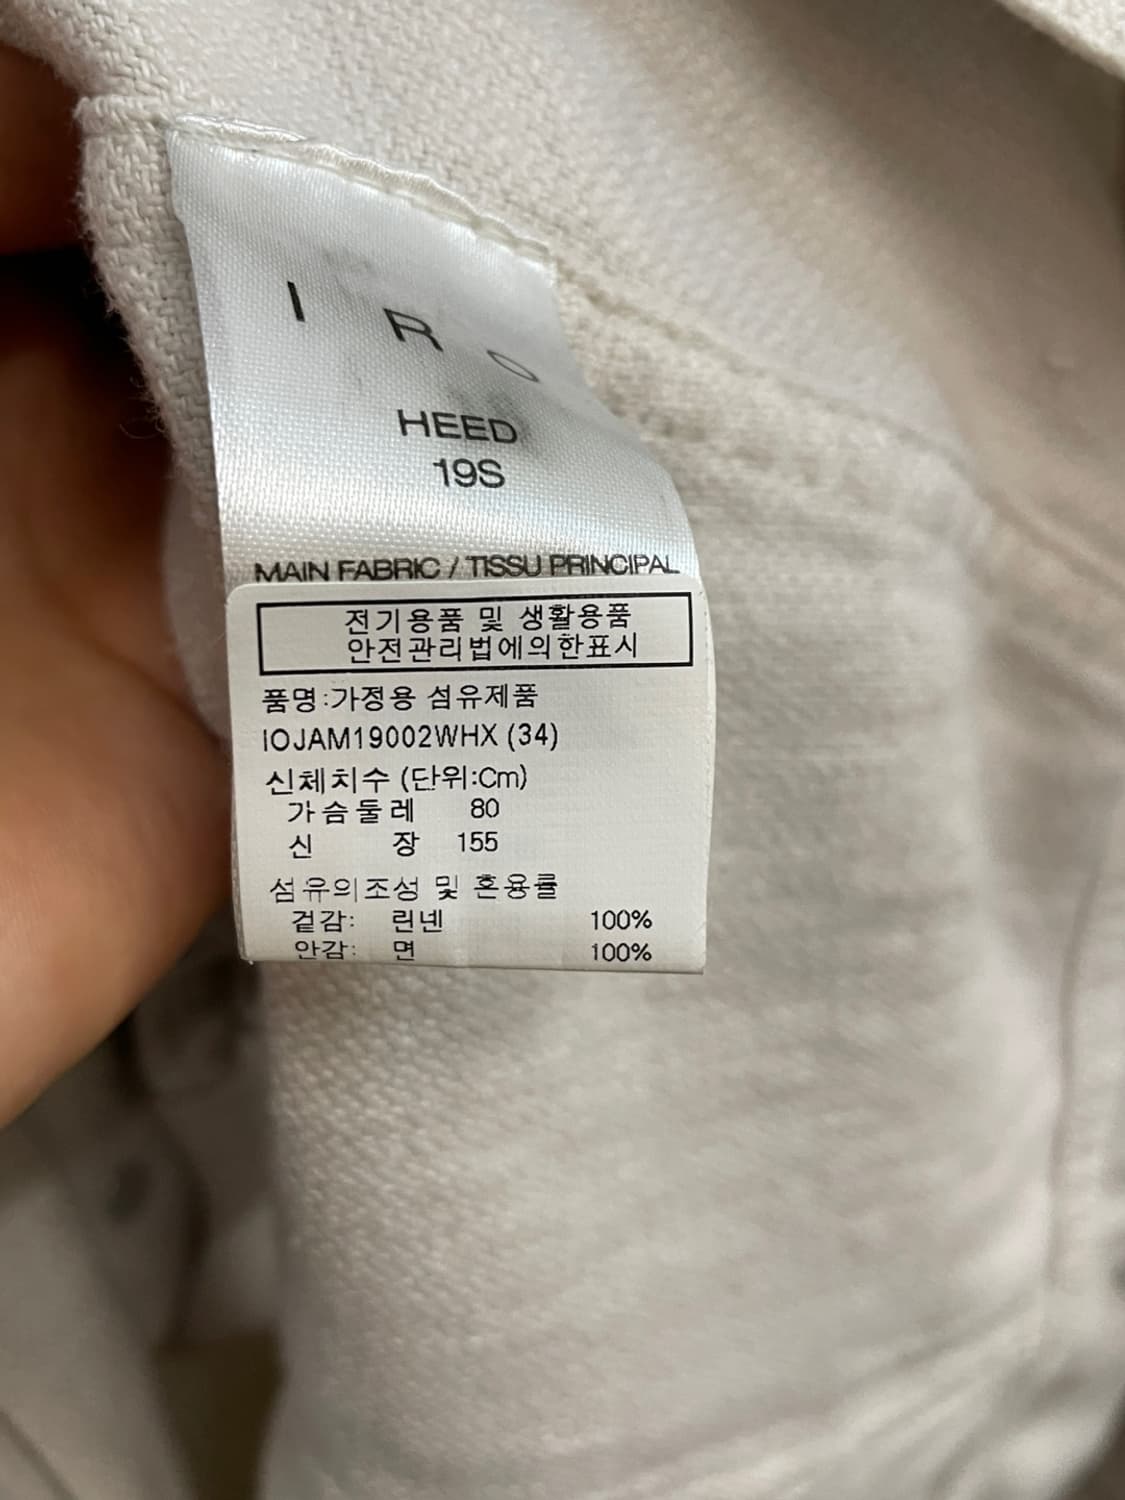 I R O
HEED
19S
MAIN FABRIC / TISSU PRINCIPAL
전기용품 및 생활용품
안전관리법에의한표시
품명:가정용 섬유제품
IOJAM19002WHX (34)
신체치수 (단위:Cm)
가슴둘레 80
신 장 155
섬유의조성 및 혼용률
겉감: 린넨 100%
안감: 면 100%